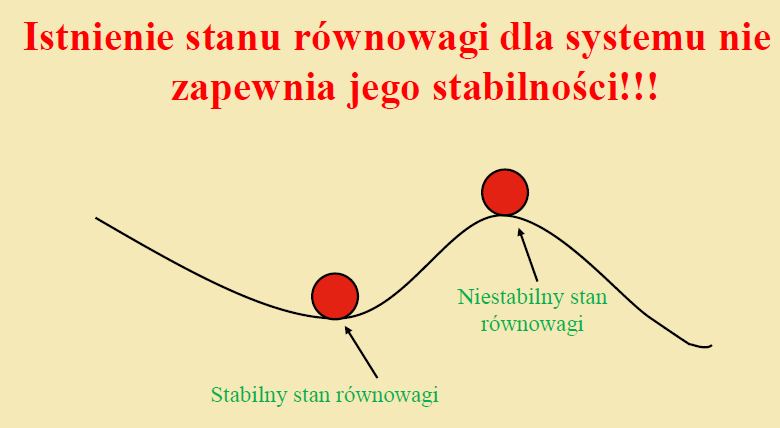 Istnienie stanu równowagi dla systemu nie
zapewnia jego stabilności!!!
Niestabilny stan
równowagi
Stabilny stan równowagi